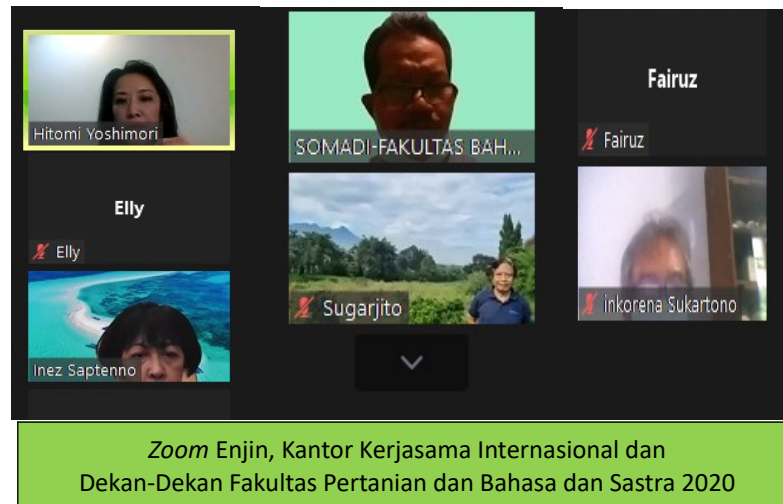 Hitomi Yoshimori
Elly
Elly
Inez Saptenno
SOMADI-FAKULTAS BAH...
Sugarjito
Fairuz
Fairuz
inkorena Sukartono
Zoom Enjin, Kantor Kerjasama Internasional dan
Dekan-Dekan Fakultas Pertanian dan Bahasa dan Sastra 2020